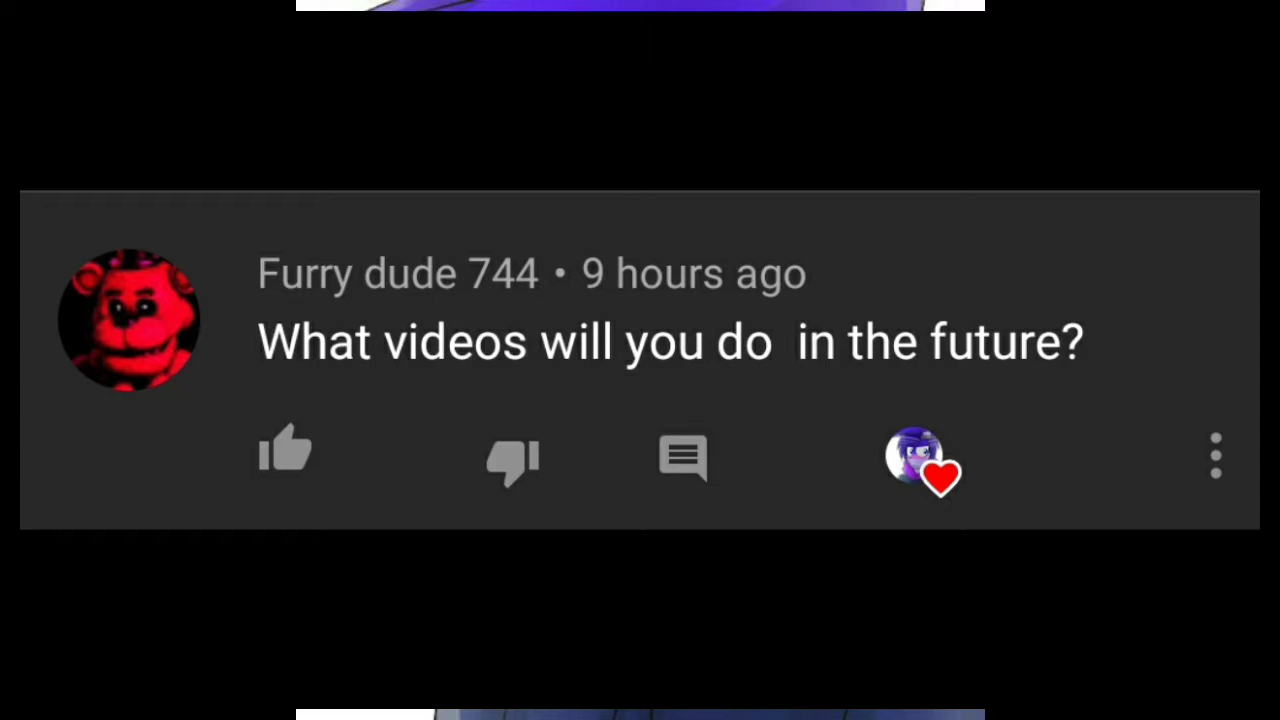 Furry dude 744 • 9 hours ago
What videos will you do  in the future?